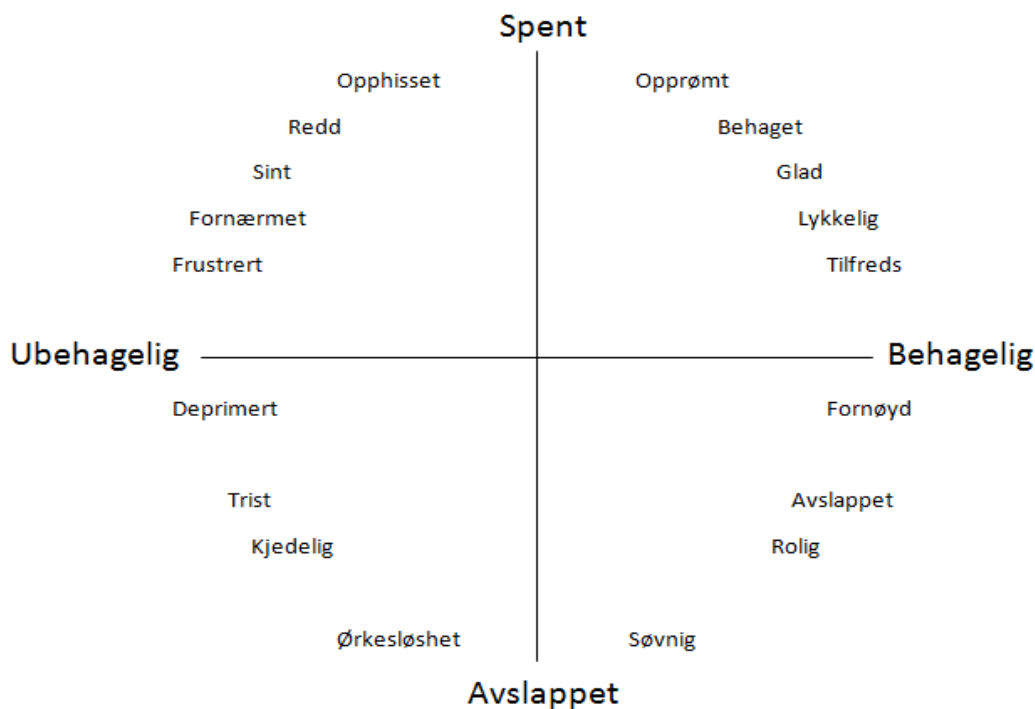 Spent
Opphisset Opprømt
Redd Behaget
Sint Glad
Fornærmet Lykkelig
Frustrert Tilfreds
Ubehagelig Behagelig
Deprimert Fornøyd
Trist Avslappet
Kjedelig Rolig
Ørkesløshet Søvnig
Avslappet